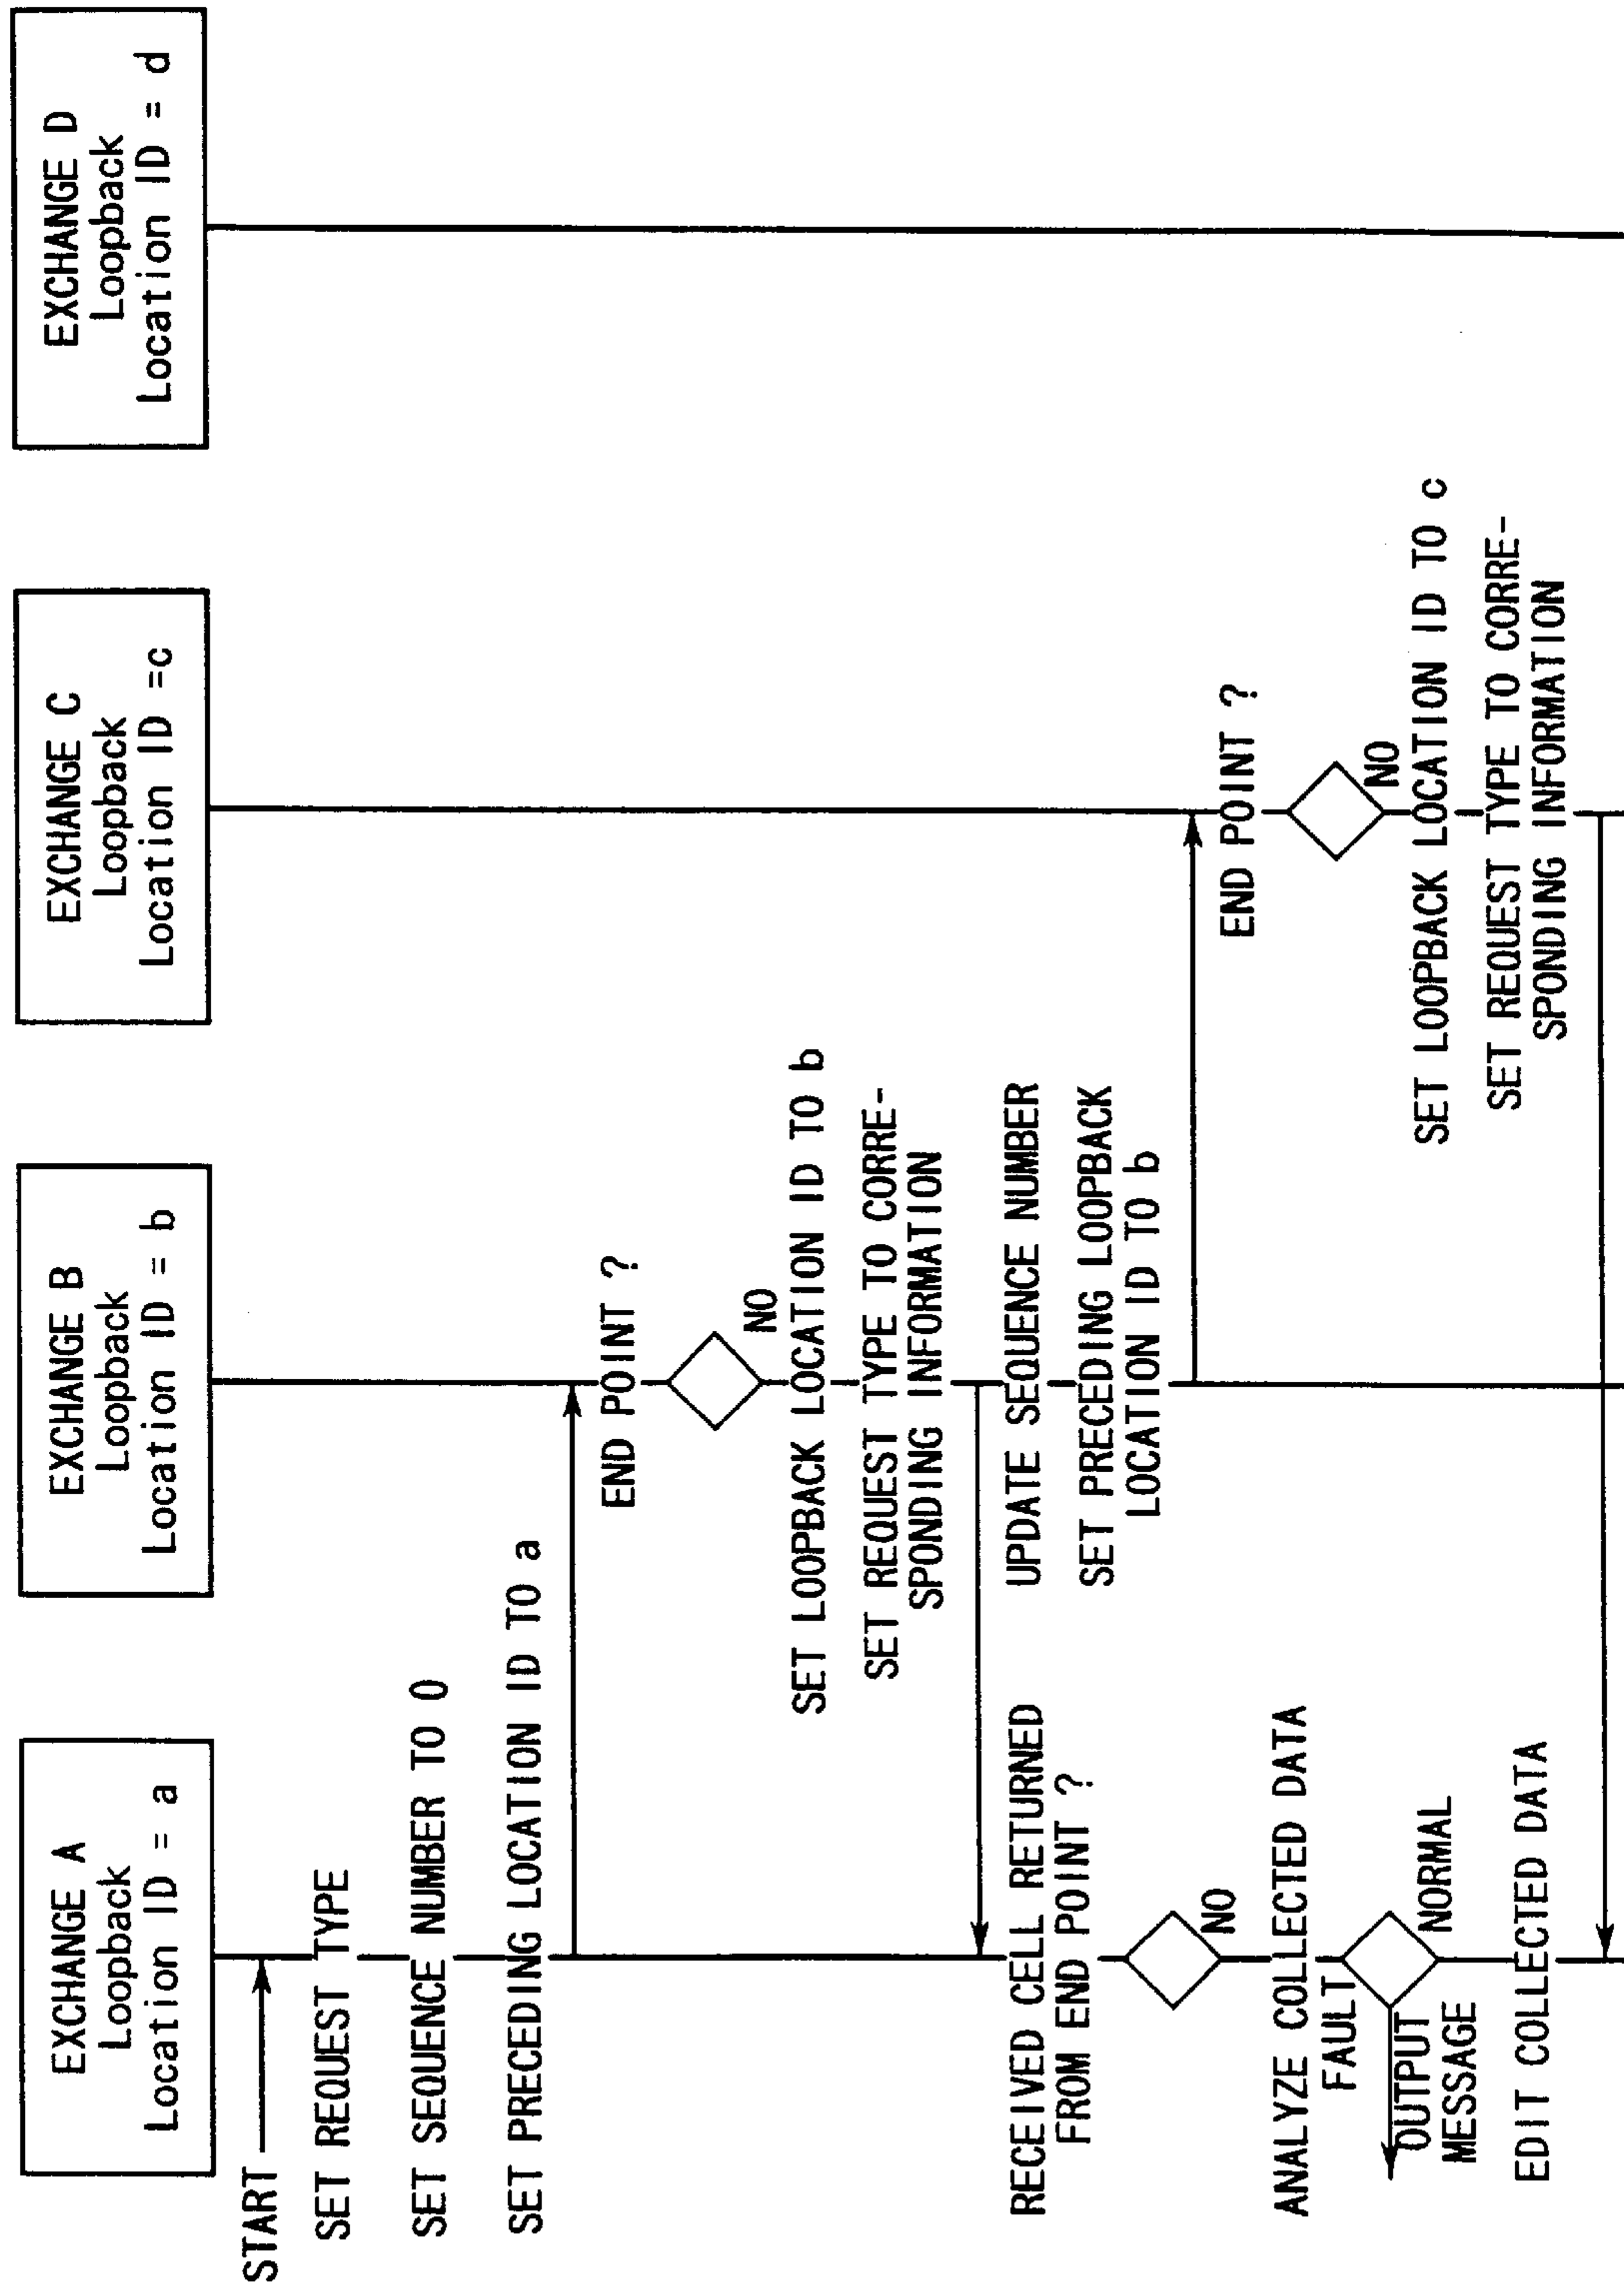 EXCHANGE A
Loopback
Location ID = a
EXCHANGE B
Loopback
Location ID = b
EXCHANGE C
Loopback
Location ID =c
EXCHANGE D
Loopback
Location ID = d
START
SET REQUEST TYPE
SET SEQUENCE NUMBER TO 0
SET PRECEDING LOCATION ID TO a
END POINT ?
NO
SET LOOPBACK LOCATION ID TO b
SET REQUEST TYPE TO CORRE-
SPONDING INFORMATION
RECEIVED CELL RETURNED
FROM END POINT ?
NO
UPDATE SEQUENCE NUMBER
SET PRECEDING LOOPBACK
LOCATION ID TO b
END POINT ?
NO
ANALYZE COLLECTED DATA
FAULT
NORMAL
OUTPUT
MESSAGE
SET LOOPBACK LOCATION ID TO c
SET REQUEST TYPE TO CORRE-
SPONDING INFORMATION
EDIT COLLECTED DATA